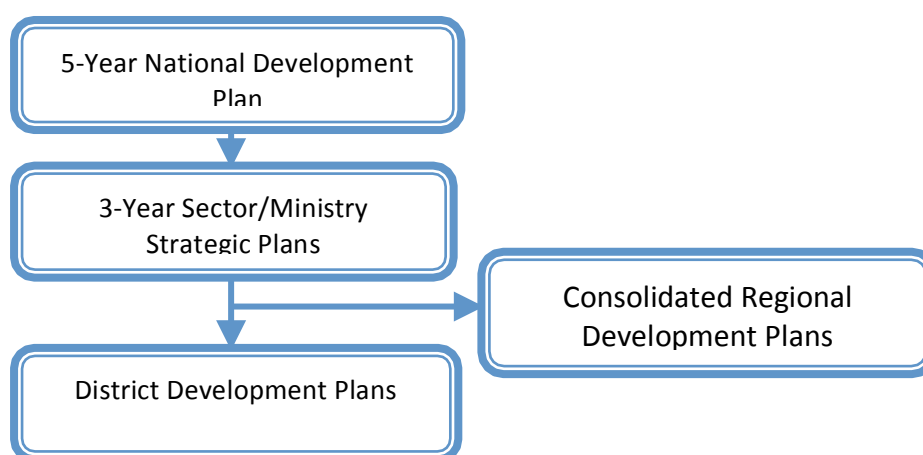 5-Year National Development
Plan
3-Year Sector/Ministry
Strategic Plans
Consolidated Regional
Development Plans
District Development Plans